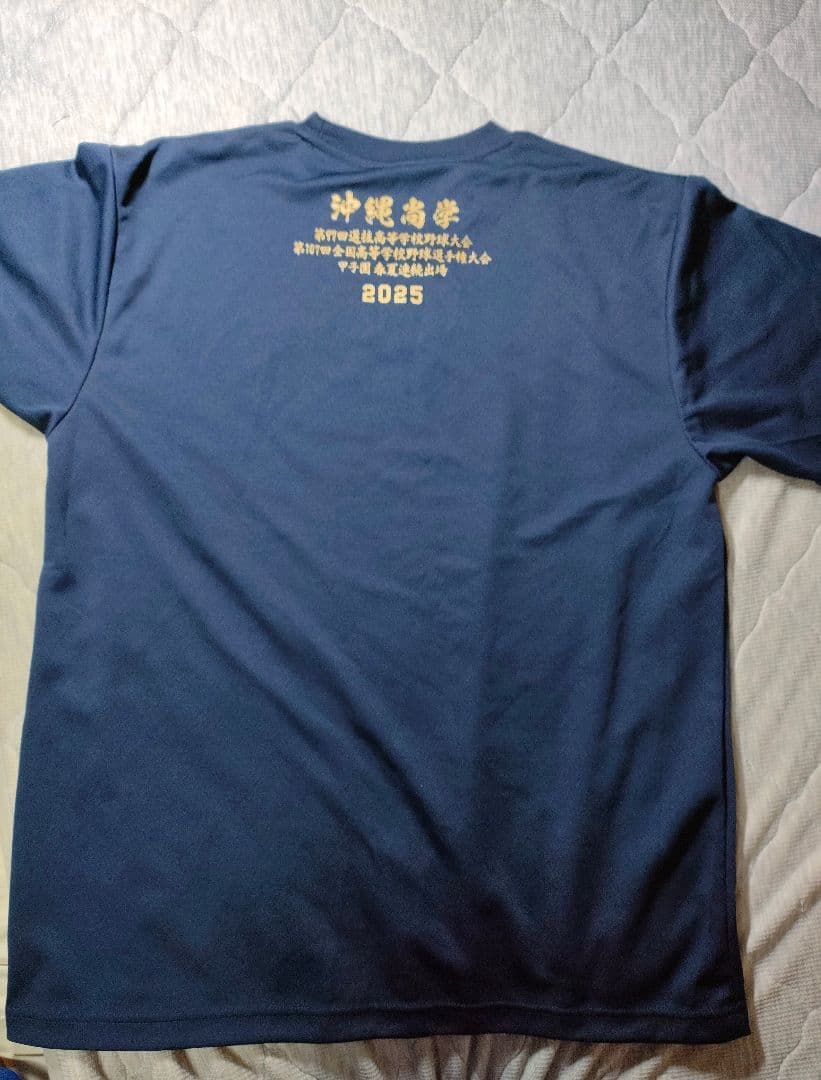 沖縄尚学
第97回選抜高等学校野球大会
第107回全国高等学校野球選手権大会
甲子園 春夏連続出場
2025